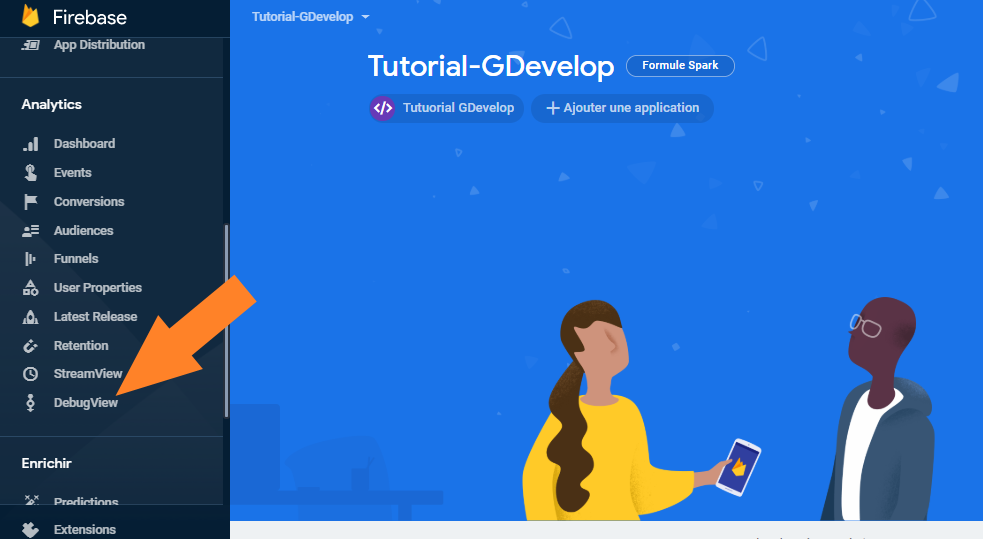 Firebase
App Distribution
Analytics
Dashboard
Events
Conversions
Audiences
Funnels
User Properties
Latest Release
Retention
StreamView
DebugView
Enrichir
Predictions
Extensions
Tutorial-GDevelop
Tutorial-GDevelop
Formule Spark
Tutuorial GDevelop
Ajouter une application